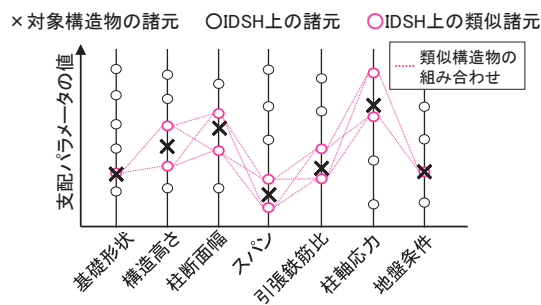 ×対象構造物の諸元 ○IDSH上の諸元 ○IDSH上の類似諸元
類似構造物の
組み合わせ
支配パラメータの値
基礎形状
構造高さ
柱断面幅
スパン
引張鉄筋比
柱軸応力
地盤条件